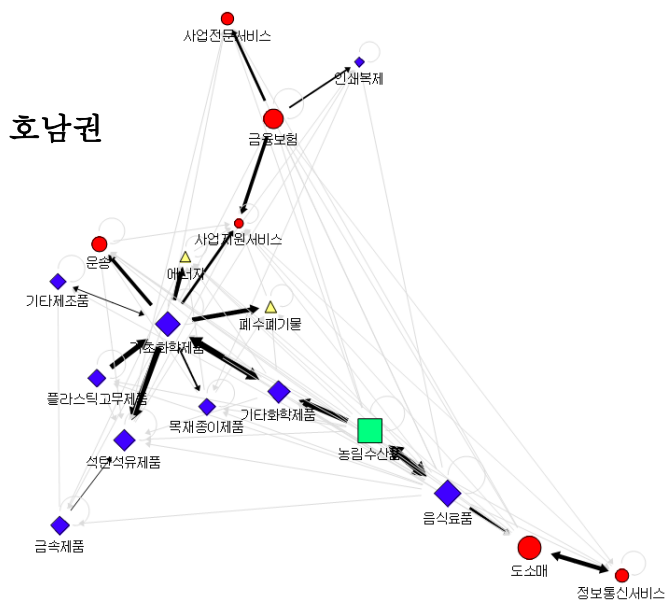 사업전문서비스
인쇄복제
호남권
금융보험
사업지원서비스
운송
에너지
기타제조품
폐수폐기물
기초화학제품
플라스틱고무제품
기타화학제품
목재종이제품
석탄석유제품
농림수산품
음식료품
금속제품
도소매
정보통신서비스